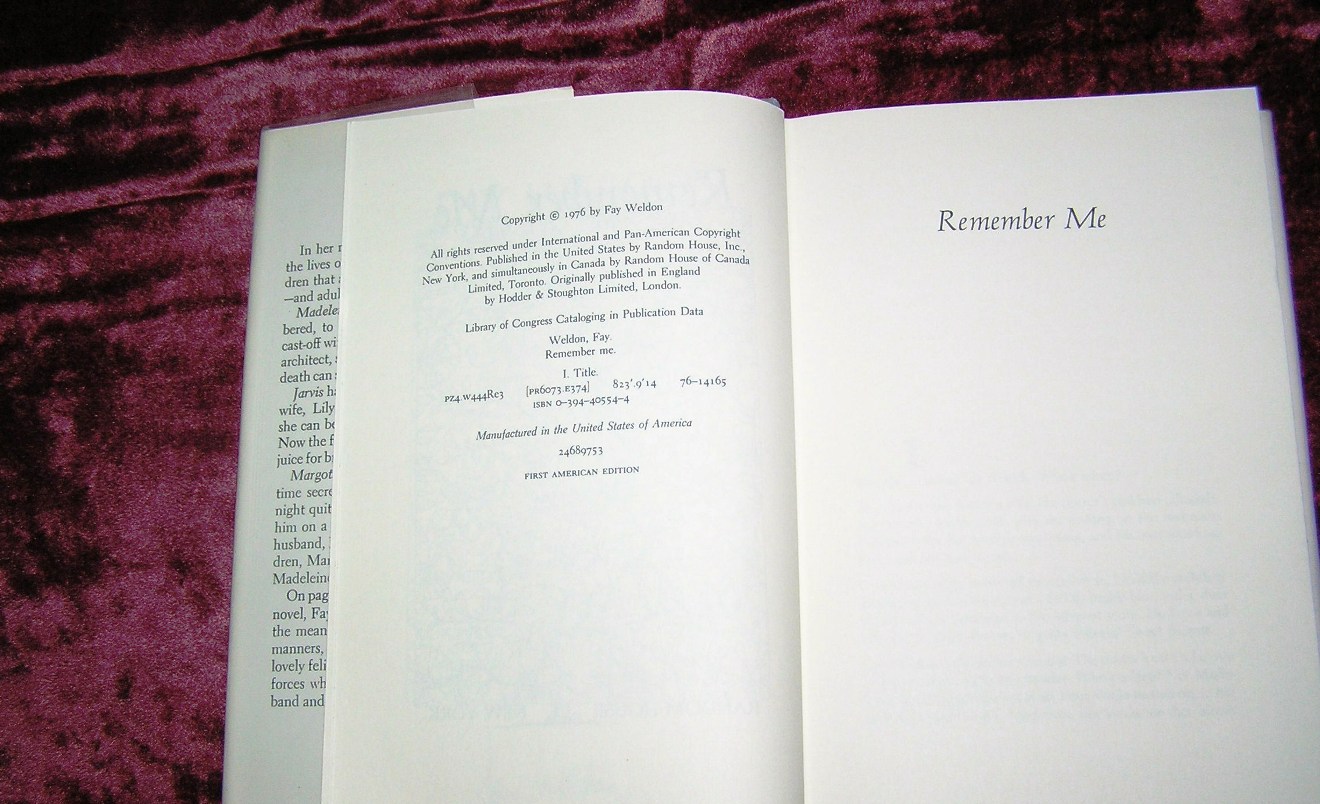 In her
the lives o
dren that
—and adul
Madele
bered, to
cast-off wi
architect,
death can
Jarvis h
wife, Lily
she can be
Now the f
juice for b
Margot
time secre
night quit
him on a
husband,
dren, Mar
Madelein
On pag
novel, Fa
the mean
manners,
lovely feli
forces wh
band and
Copyright © 1976 by Fay Weldon
All rights reserved under International and Pan-American Copyright
Conventions. Published in the United States by Random House, Inc.,
New York, and simultaneously in Canada by Random House of Canada
Limited, Toronto. Originally published in England
by Hodder & Stoughton Limited, London.
Library of Congress Cataloging in Publication Data
Weldon, Fay.
Remember me.
I. Title.
PZ4.W444Re3 [PR6073.E374] 823'.9'14 76–14165
ISBN 0–394–40554–4
Manufactured in the United States of America
24689753
FIRST AMERICAN EDITION
Remember Me